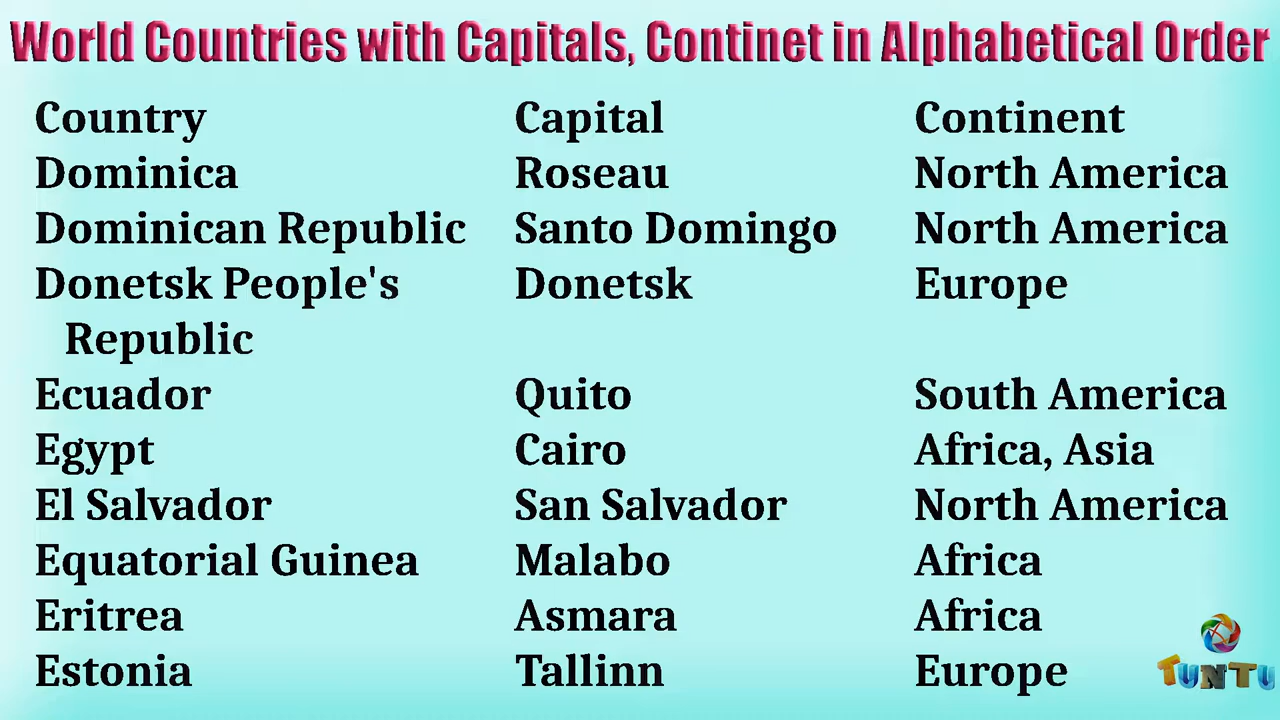 World Countries with Capitals, Continet in Alphabetical Order
Country Capital Continent
Dominica Roseau North America
Dominican Republic Santo Domingo North America
Donetsk People's Donetsk Europe
Republic
Ecuador Quito South America
Egypt Cairo Africa, Asia
El Salvador San Salvador North America
Equatorial Guinea Malabo Africa
Eritrea Asmara Africa
Estonia Tallinn Europe
TUNTU